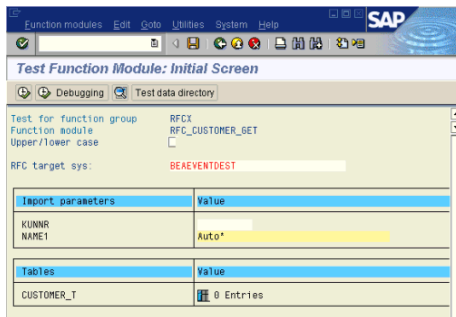 Function modules Edit Goto Utilities System Help
SAP
Test Function Module: Initial Screen
Debugging Test data directory
Test for function group RFCX
Function module RFC_CUSTOMER_GET
Upper/lower case
RFC target sys: BEAEVENTDEST
Import parameters Value
KUNNR
NAME1 Auto*
Tables Value
CUSTOMER_T 0 Entries